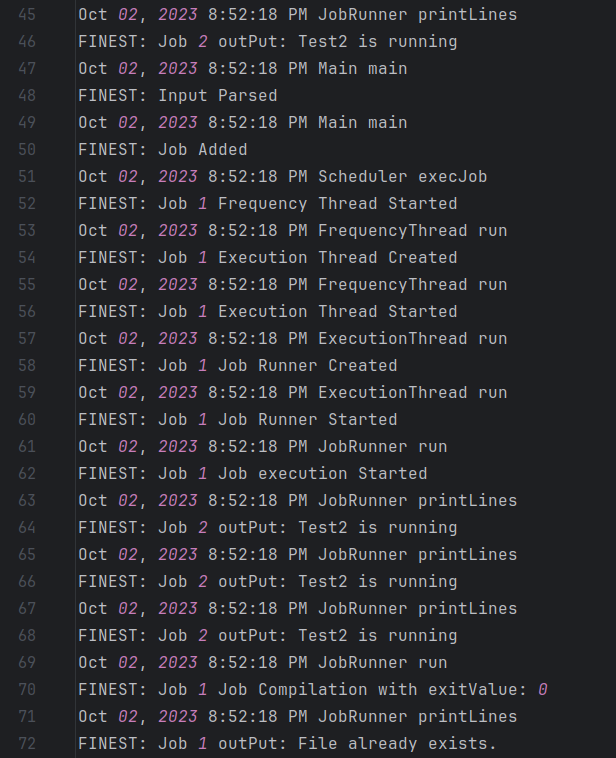 45 Oct 02, 2023 8:52:18 PM JobRunner printLines
46 FINEST: Job 2 outPut: Test2 is running
47 Oct 02, 2023 8:52:18 PM Main main
48 FINEST: Input Parsed
49 Oct 02, 2023 8:52:18 PM Main main
50 FINEST: Job Added
51 Oct 02, 2023 8:52:18 PM Scheduler execJob
52 FINEST: Job 1 Frequency Thread Started
53 Oct 02, 2023 8:52:18 PM FrequencyThread run
54 FINEST: Job 1 Execution Thread Created
55 Oct 02, 2023 8:52:18 PM FrequencyThread run
56 FINEST: Job 1 Execution Thread Started
57 Oct 02, 2023 8:52:18 PM ExecutionThread run
58 FINEST: Job 1 Job Runner Created
59 Oct 02, 2023 8:52:18 PM ExecutionThread run
60 FINEST: Job 1 Job Runner Started
61 Oct 02, 2023 8:52:18 PM JobRunner run
62 FINEST: Job 1 Job execution Started
63 Oct 02, 2023 8:52:18 PM JobRunner printLines
64 FINEST: Job 2 outPut: Test2 is running
65 Oct 02, 2023 8:52:18 PM JobRunner printLines
66 FINEST: Job 2 outPut: Test2 is running
67 Oct 02, 2023 8:52:18 PM JobRunner printLines
68 FINEST: Job 2 outPut: Test2 is running
69 Oct 02, 2023 8:52:18 PM JobRunner run
70 FINEST: Job 1 Job Compilation with exitValue: 0
71 Oct 02, 2023 8:52:18 PM JobRunner printLines
72 FINEST: Job 1 outPut: File already exists.